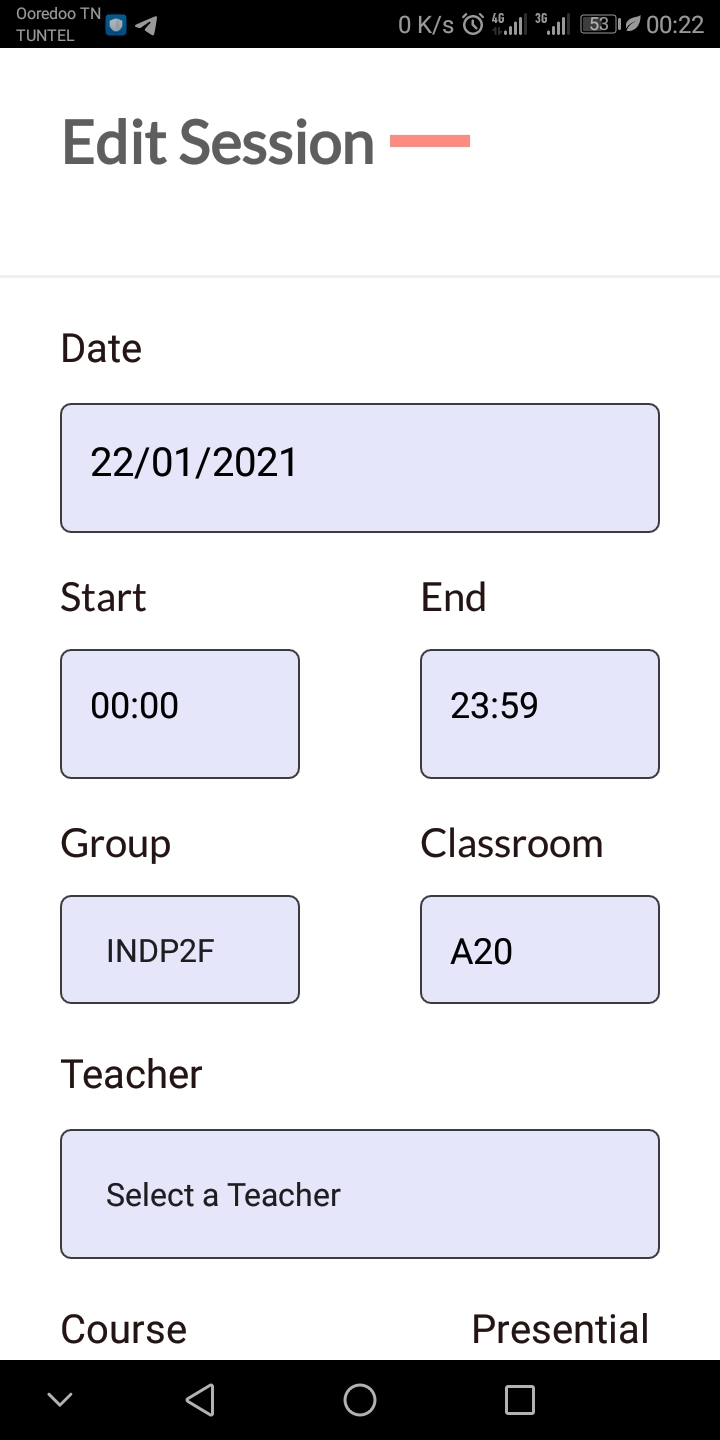 Ooredoo TN
TUNTEL
0 K/s 4G 3G 53 00:22
Edit Session
Date
22/01/2021
Start End
00:00 23:59
Group Classroom
INDP2F A20
Teacher
Select a Teacher
Course Presential